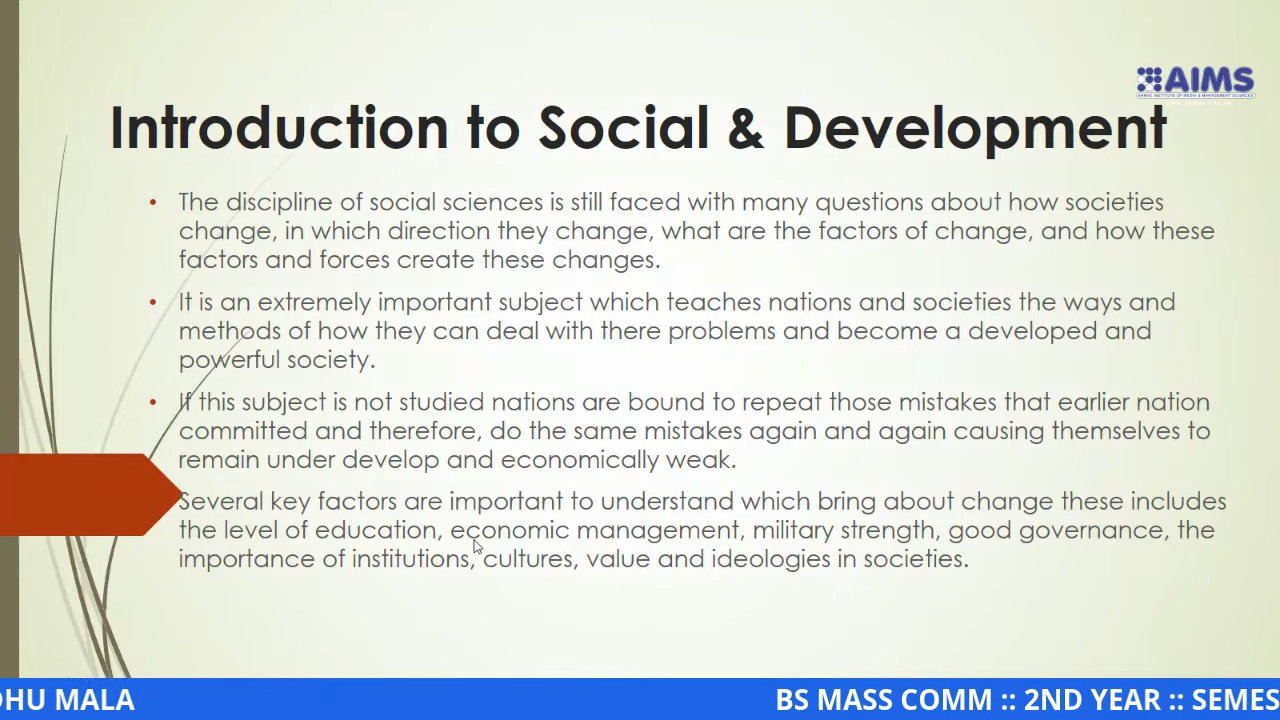 AIMS
Introduction to Social & Development
• The discipline of social sciences is still faced with many questions about how societies
change, in which direction they change, what are the factors of change, and how these
factors and forces create these changes.
• It is an extremely important subject which teaches nations and societies the ways and
methods of how they can deal with there problems and become a developed and
powerful society.
• If this subject is not studied nations are bound to repeat those mistakes that earlier nation
committed and therefore, do the same mistakes again and again causing themselves to
remain under develop and economically weak.
Several key factors are important to understand which bring about change these includes
the level of education, economic management, military strength, good governance, the
importance of institutions, cultures, value and ideologies in societies.
DHU MALA BS MASS COMM :: 2ND YEAR :: SEMES